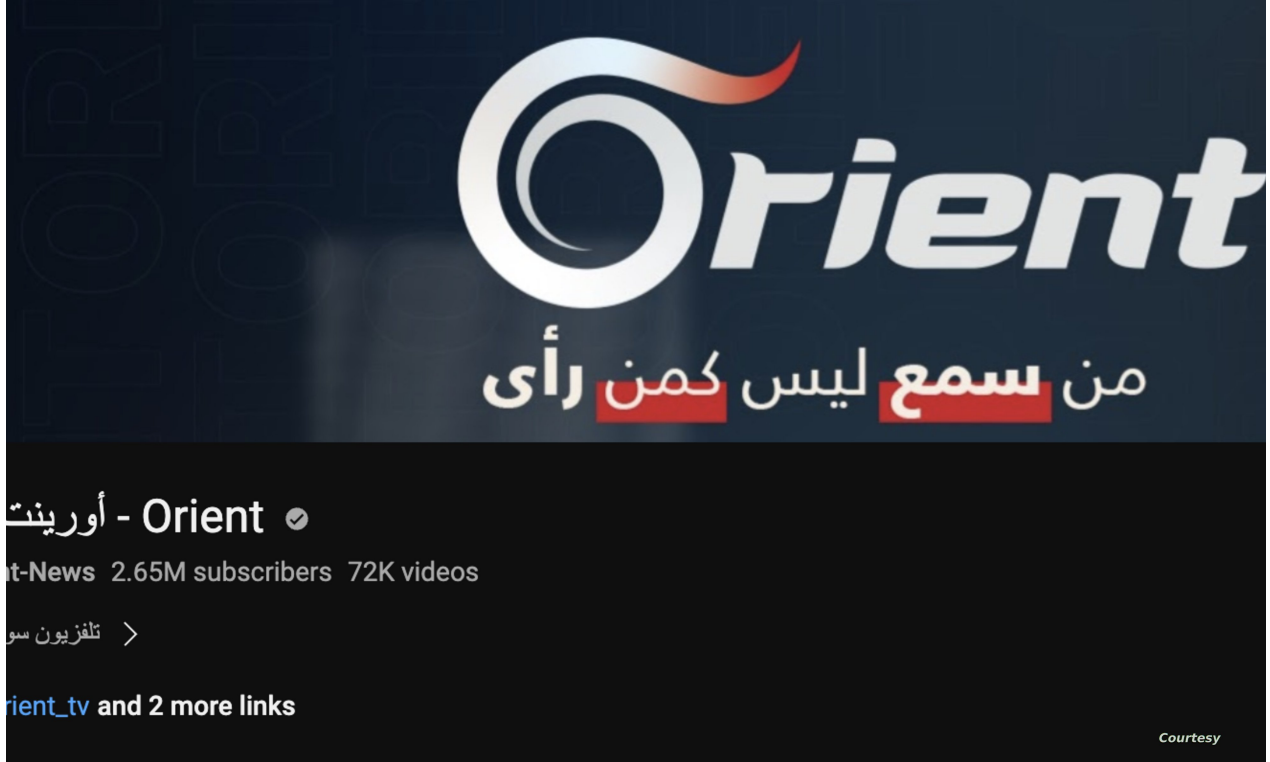 Orient
من سمع ليس كمن رأى
أورينت - Orient
nt-News 2.65M subscribers 72K videos
تلفزيون سو
rient_tv and 2 more links
Courtesy